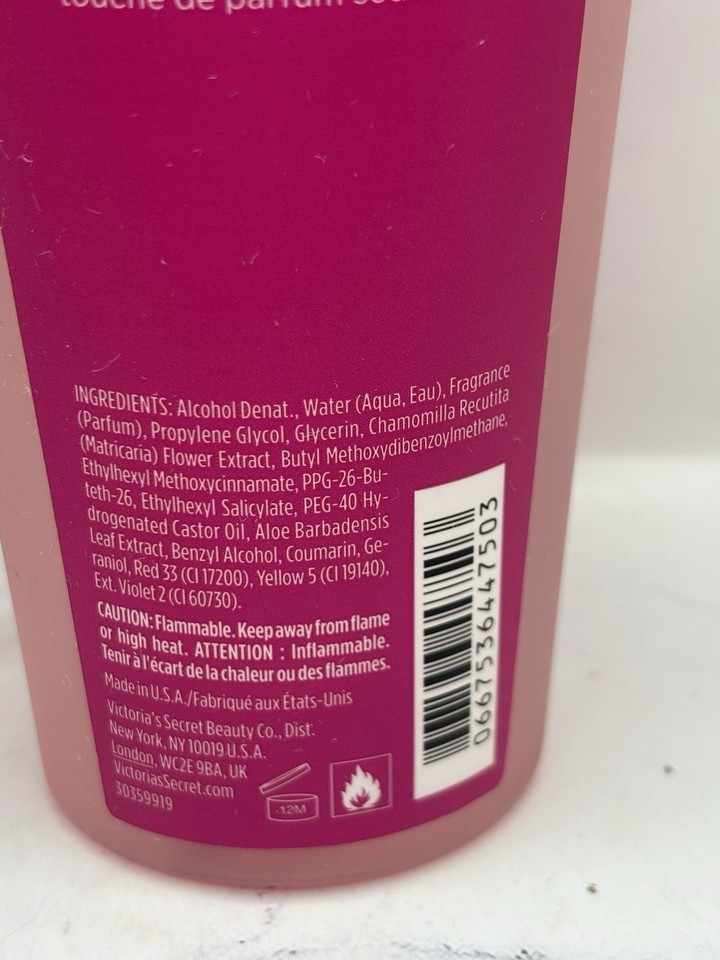 touche de parfum
INGREDIENTS: Alcohol Denat., Water (Aqua, Eau), Fragrance
(Parfum), Propylene Glycol, Glycerin, Chamomilla Recutita
(Matricaria) Flower Extract, Butyl Methoxydibenzoylmethane,
Ethylhexyl Methoxycinnamate, PPG-26-Bu-
teth-26, Ethylhexyl Salicylate, PEG-40 Hy-
drogenated Castor Oil, Aloe Barbadensis
Leaf Extract, Benzyl Alcohol, Coumarin, Ge-
raniol, Red 33 (CI 17200), Yellow 5 (CI 19140),
Ext. Violet 2 (CI 60730).
CAUTION: Flammable. Keep away from flame
or high heat. ATTENTION : Inflammable.
Tenir à l'écart de la chaleur ou des flammes.
Made in U.S.A./Fabriqué aux États-Unis
Victoria's Secret Beauty Co., Dist.
New York, NY 10019 U.S.A.
London, WC2E 9BA, UK
VictoriasSecret.com
30359919
12M
0667536447503